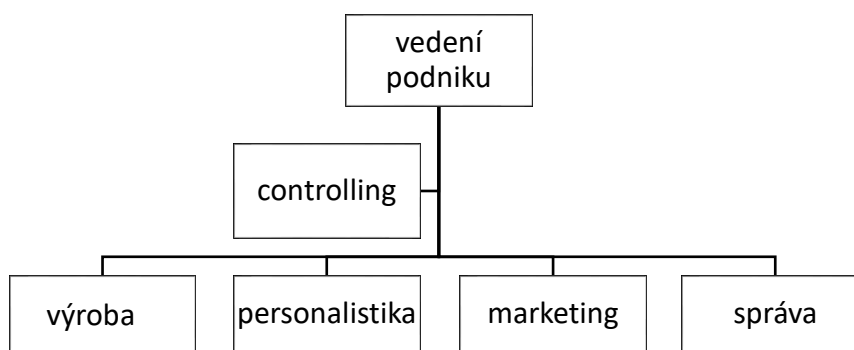 vedení
podniku
controlling
výroba
personalistika
marketing
správa